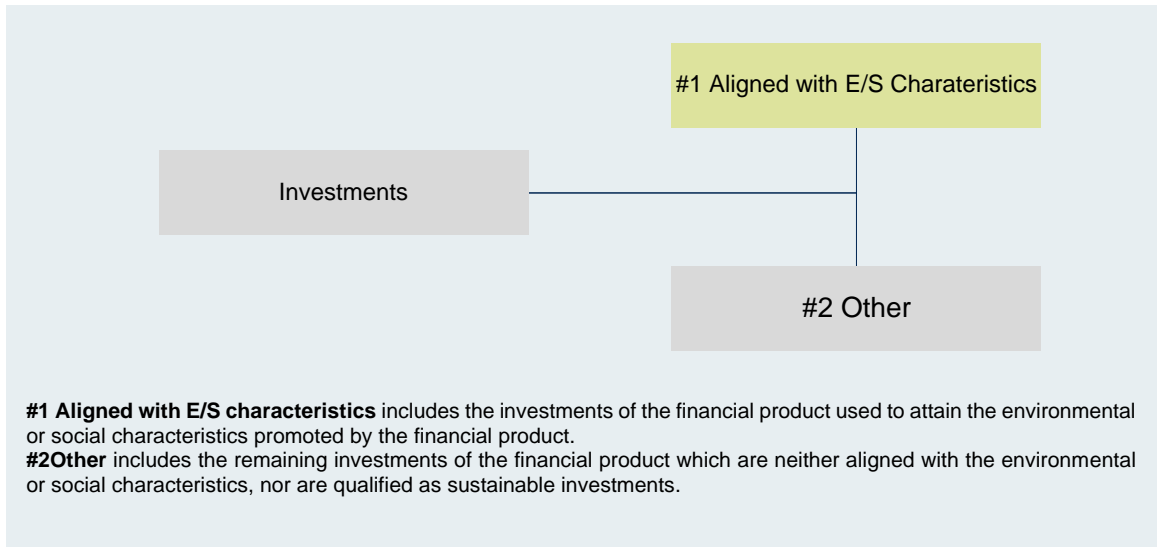 #1 Aligned with E/S Charateristics
Investments
#2 Other
#1 Aligned with E/S characteristics includes the investments of the financial product used to attain the environmental
or social characteristics promoted by the financial product.
#2Other includes the remaining investments of the financial product which are neither aligned with the environmental
or social characteristics, nor are qualified as sustainable investments.